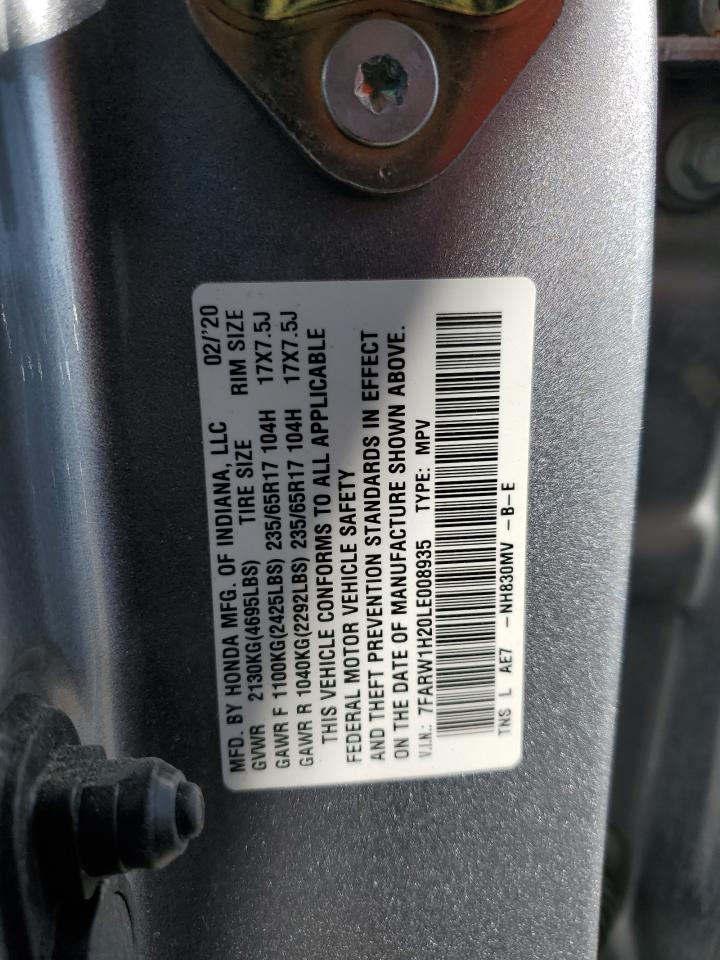 MFD. BY HONDA MFG. OF INDIANA, LLC 02/'20
GVWR 2130KG(4695LBS) TIRE SIZE RIM SIZE
GAWR F 1100KG(2425LBS) 235/65R17 104H 17X7.5J
GAWR R 1040KG(2292LBS) 235/65R17 104H 17X7.5J
THIS VEHICLE CONFORMS TO ALL APPLICABLE
FEDERAL MOTOR VEHICLE SAFETY
AND THEFT PREVENTION STANDARDS IN EFFECT
ON THE DATE OF MANUFACTURE SHOWN ABOVE.
V.I.N.: 7FARW1H20LE008935 TYPE: MPV
TNS L AE7 -NH830MV -B-E